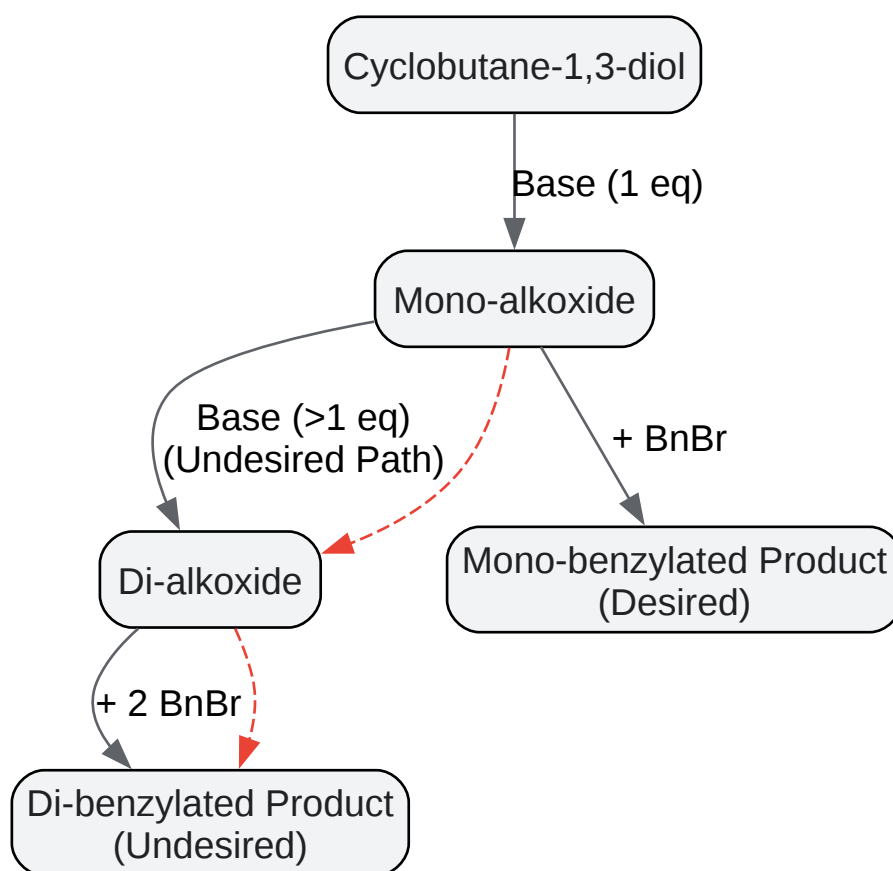 Cyclobutane-1,3-diol
Base (1 eq)
Mono-alkoxide
Base (>1 eq)
(Undesired Path)
+ BnBr
Di-alkoxide
Mono-benzylated Product
(Desired)
+ 2 BnBr
Di-benzylated Product
(Undesired)